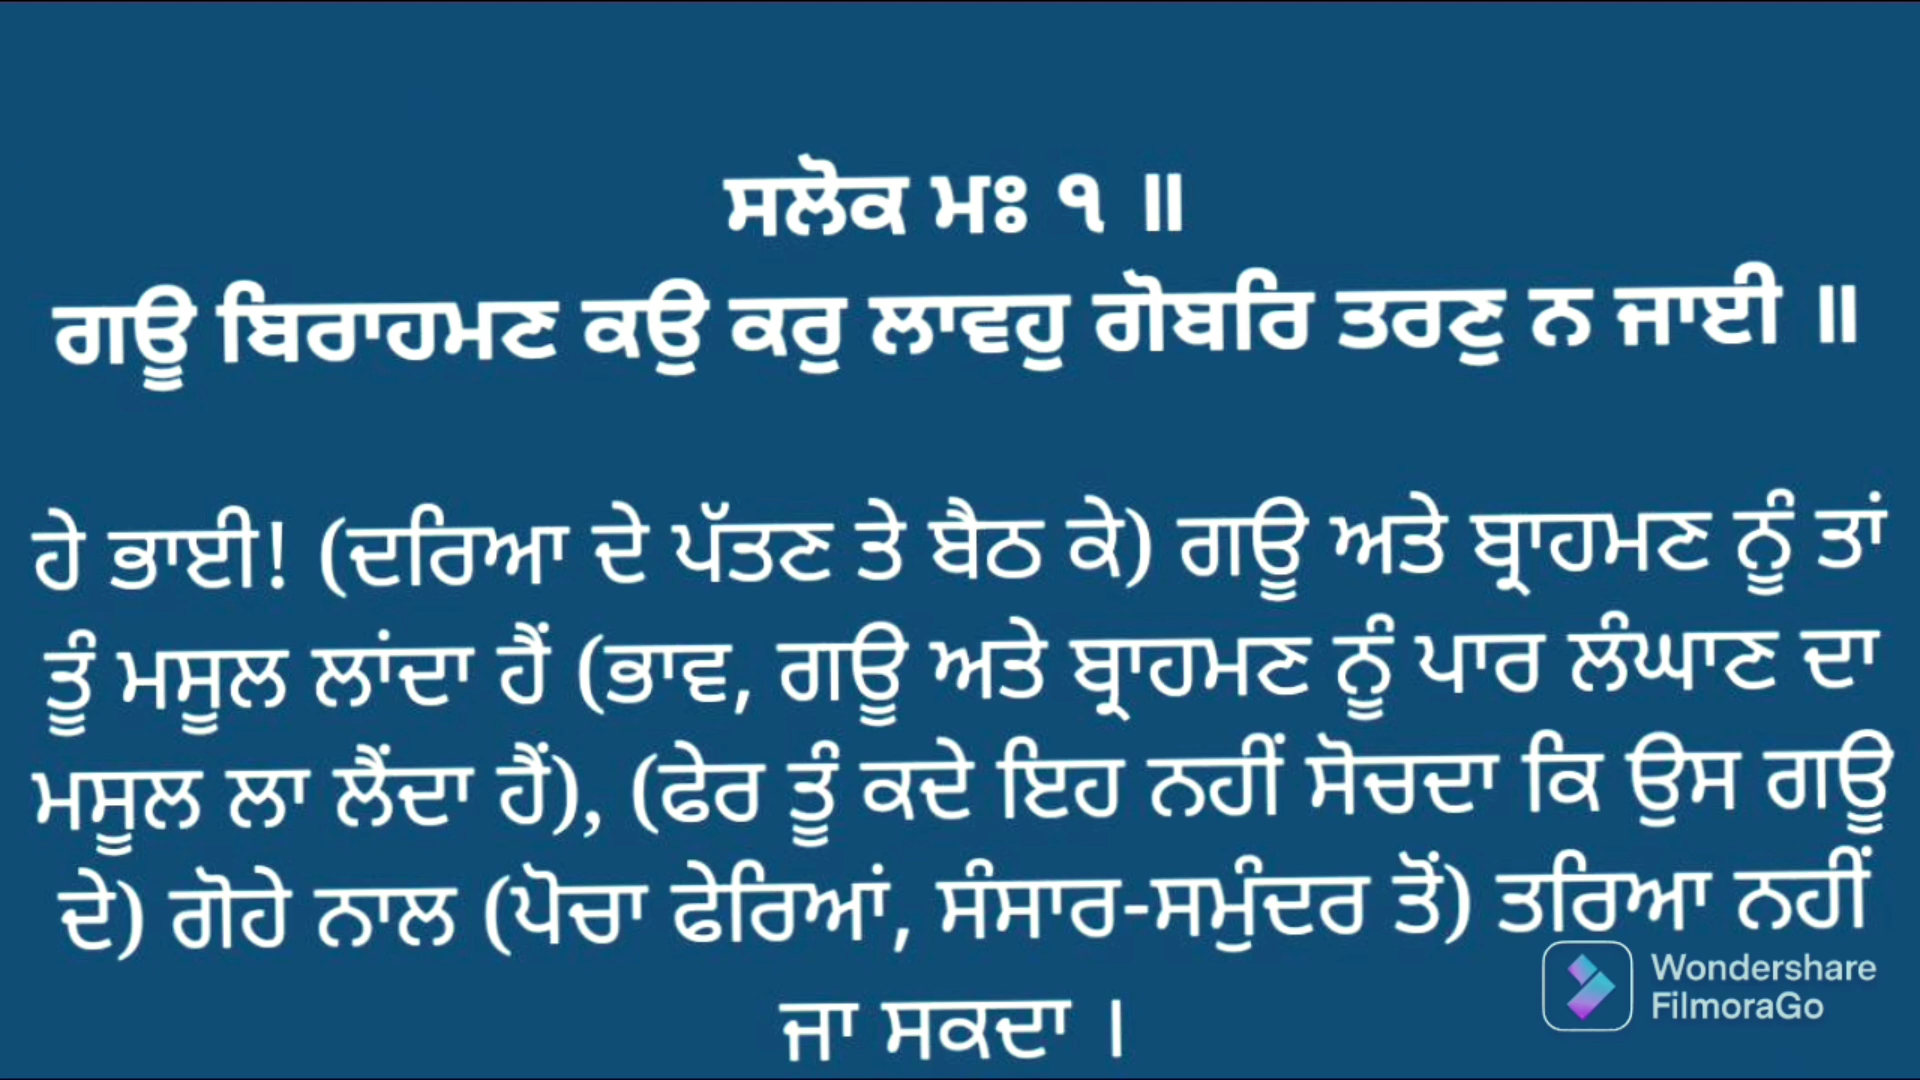 ਸਲੋਕ ਮਃ ੧ ॥
ਗਊ ਬਿਰਾਹਮਣ ਕਉ ਕਰੁ ਲਾਵਹੁ ਗੋਬਰਿ ਤਰਣੁ ਨ ਜਾਈ ॥
ਹੇ ਭਾਈ! (ਦਰਿਆ ਦੇ ਪੱਤਣ ਤੇ ਬੈਠ ਕੇ) ਗਊ ਅਤੇ ਬ੍ਰਾਹਮਣ ਨੂੰ ਤਾਂ
ਤੂੰ ਮਸੂਲ ਲਾਂਦਾ ਹੈਂ (ਭਾਵ, ਗਊ ਅਤੇ ਬ੍ਰਾਹਮਣ ਨੂੰ ਪਾਰ ਲੰਘਾਣ ਦਾ
ਮਸੂਲ ਲਾ ਲੈਂਦਾ ਹੈਂ), (ਫੇਰ ਤੂੰ ਕਦੇ ਇਹ ਨਹੀਂ ਸੋਚਦਾ ਕਿ ਉਸ ਗਊ
ਦੇ) ਗੋਹੇ ਨਾਲ (ਪੋਚਾ ਫੇਰਿਆਂ, ਸੰਸਾਰ-ਸਮੁੰਦਰ ਤੋਂ) ਤਰਿਆ ਨਹੀਂ
ਜਾ ਸਕਦਾ ।
Wondershare
FilmoraGo